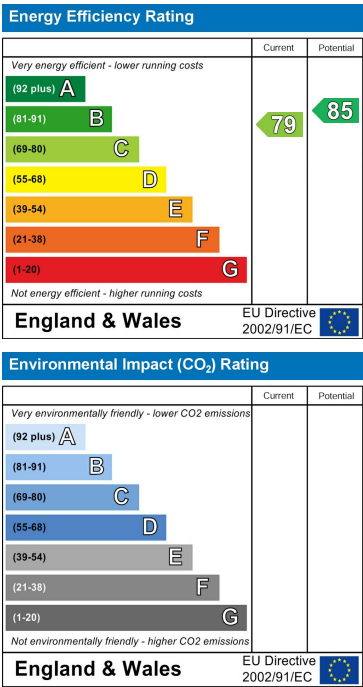 Energy Efficiency Rating
Current Potential
Very energy efficient - lower running costs
(92 plus) A
(81-91) B
(69-80) C
(55-68) D
(39-54) E
(21-38) F
(1-20) G
79
85
Not energy efficient - higher running costs
England & Wales
EU Directive
2002/91/EC
Environmental Impact (CO₂) Rating
Current Potential
Very environmentally friendly - lower CO2 emissions
(92 plus) A
(81-91) B
(69-80) C
(55-68) D
(39-54) E
(21-38) F
(1-20) G
Not environmentally friendly - higher CO2 emissions
England & Wales
EU Directive
2002/91/EC